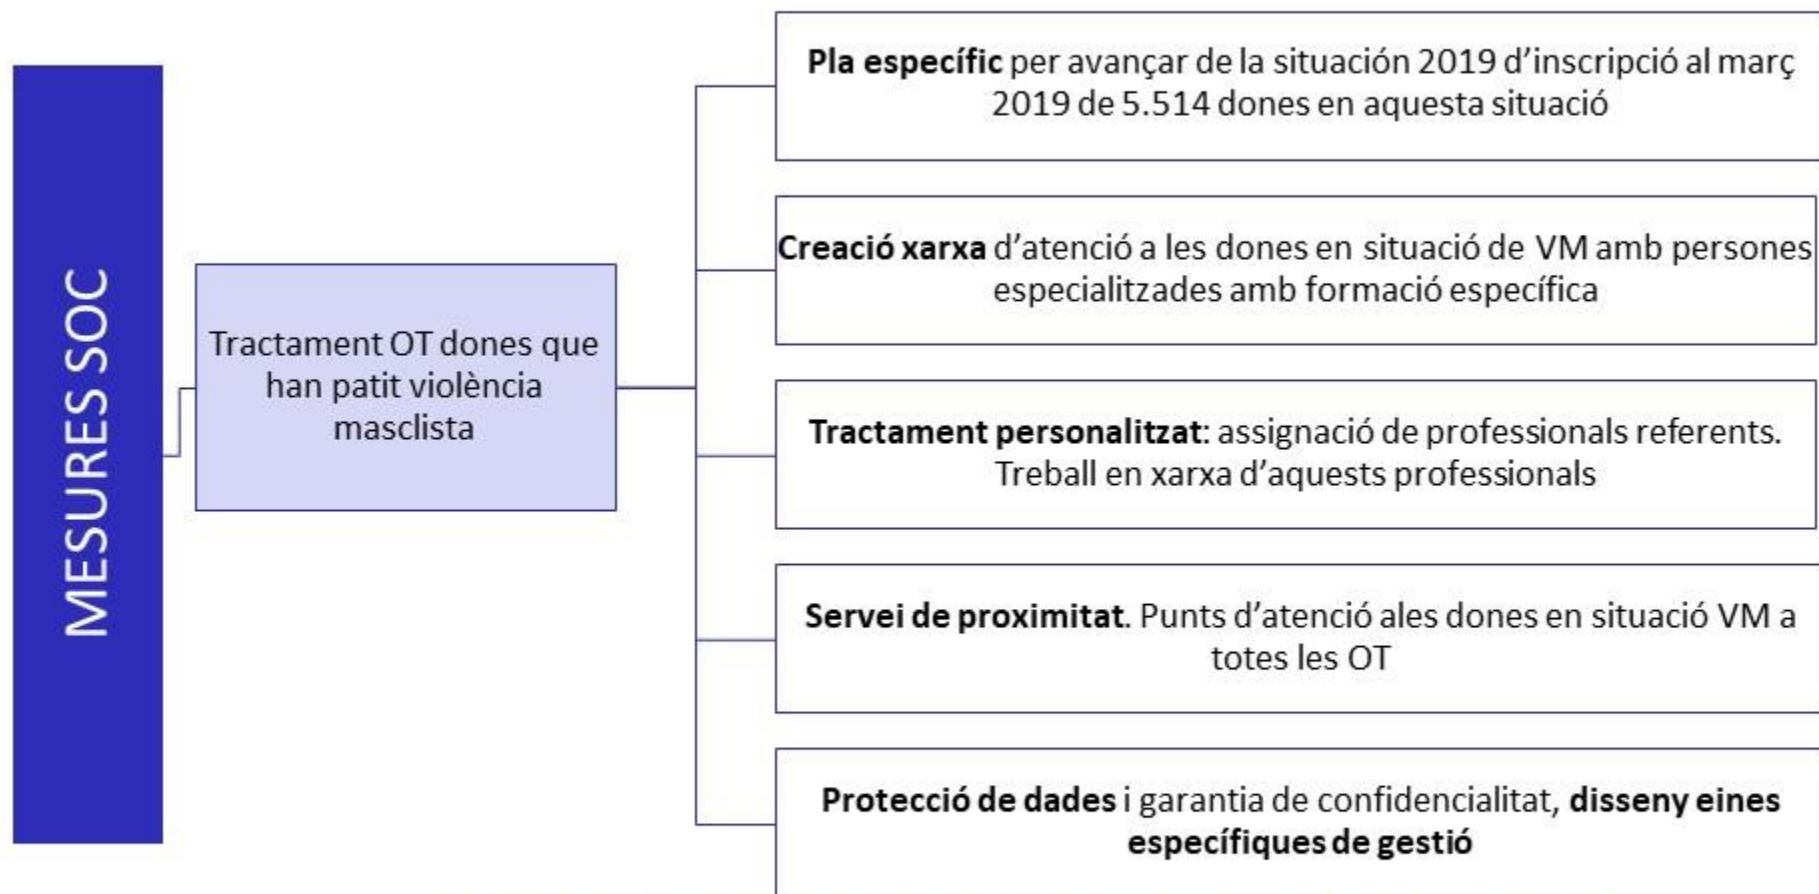 MESURES SOC
Tractament OT dones que
han patit violència
masclista
Pla específic per avançar de la situación 2019 d’inscripció al març
2019 de 5.514 dones en aquesta situació
Creació xarxa d’atenció a les dones en situació de VM amb persones
especialitzades amb formació específica
Tractament personalitzat: assignació de professionals referents.
Treball en xarxa d’aquests professionals
Servei de proximitat. Punts d’atenció ales dones en situació VM a
totes les OT
Protecció de dades i garantia de confidencialitat, disseny eines
específiques de gestió